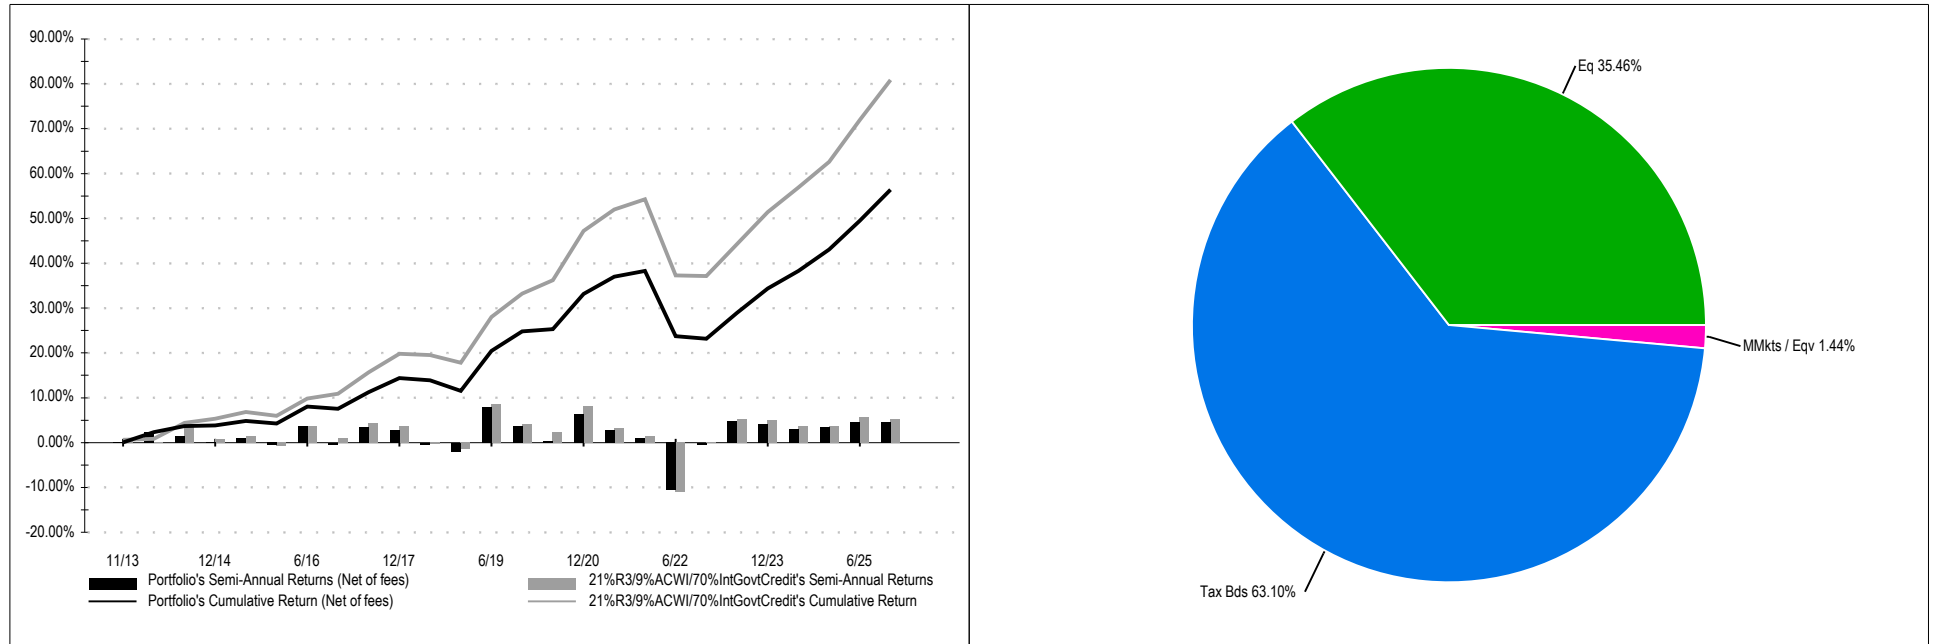 90.00%
80.00%
70.00%
60.00%
50.00%
40.00%
30.00%
20.00%
10.00%
0.00%
-10.00%
-20.00%
11/13 12/14 6/16 12/17 6/19 12/20 6/22 12/23 6/25
Portfolio's Semi-Annual Returns (Net of fees) 21%R3/9%ACWI/70%IntGovtCredit's Semi-Annual Returns
Portfolio's Cumulative Return (Net of fees) 21%R3/9%ACWI/70%IntGovtCredit's Cumulative Return
Eq 35.46%
MMkts / Eqv 1.44%
Tax Bds 63.10%